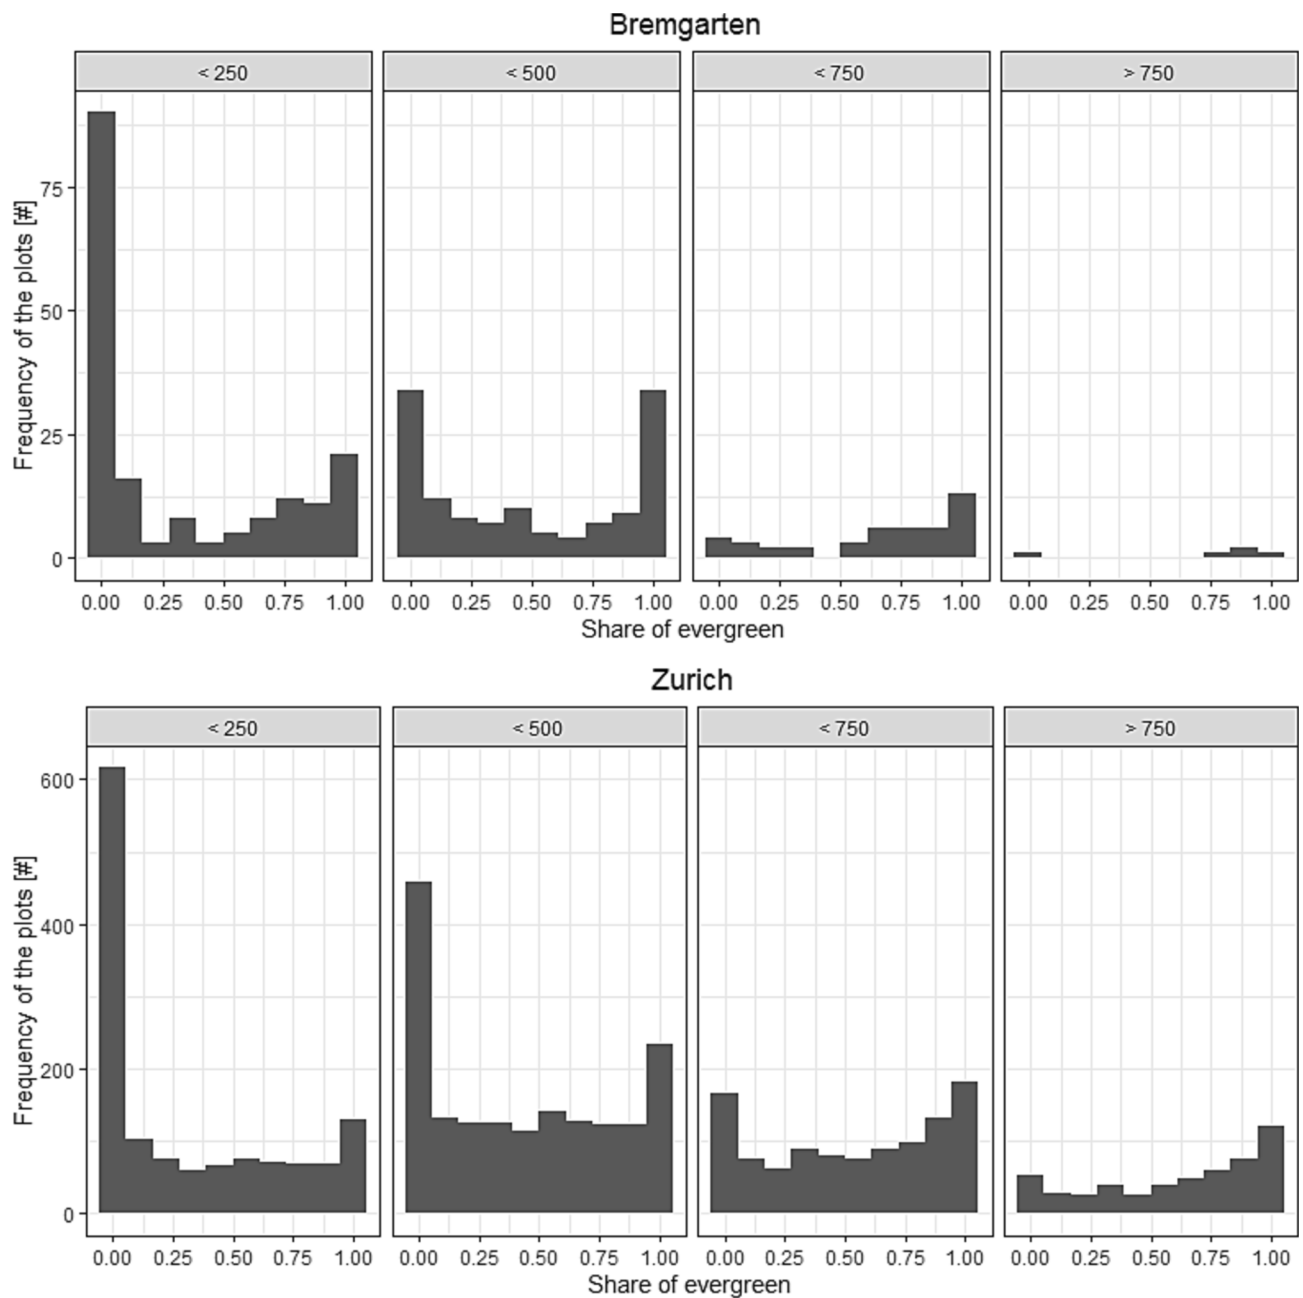 Bremgarten
< 250 < 500 < 750 > 750
Frequency of the plots [#]
75
50
25
0
0.00 0.25 0.50 0.75 1.00 0.00 0.25 0.50 0.75 1.00 0.00 0.25 0.50 0.75 1.00 0.00 0.25 0.50 0.75 1.00
Share of evergreen
Zurich
< 250 < 500 < 750 > 750
Frequency of the plots [#]
600
400
200
0
0.00 0.25 0.50 0.75 1.00 0.00 0.25 0.50 0.75 1.00 0.00 0.25 0.50 0.75 1.00 0.00 0.25 0.50 0.75 1.00
Share of evergreen